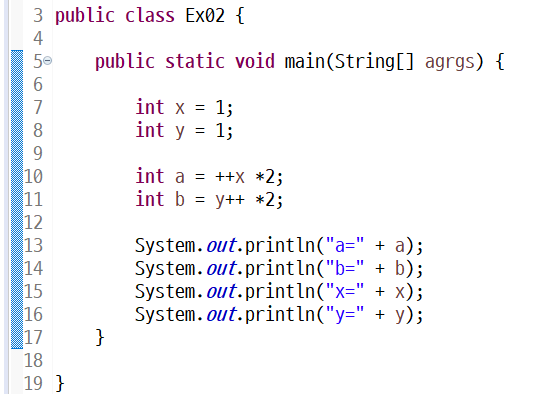 3 public class Ex02 {
4
5 public static void main(String[] agrgs) {
6
7 int x = 1;
8 int y = 1;
9
10 int a = ++x *2;
11 int b = y++ *2;
12
13 System.out.println("a=" + a);
14 System.out.println("b=" + b);
15 System.out.println("x=" + x);
16 System.out.println("y=" + y);
17 }
18
19 }